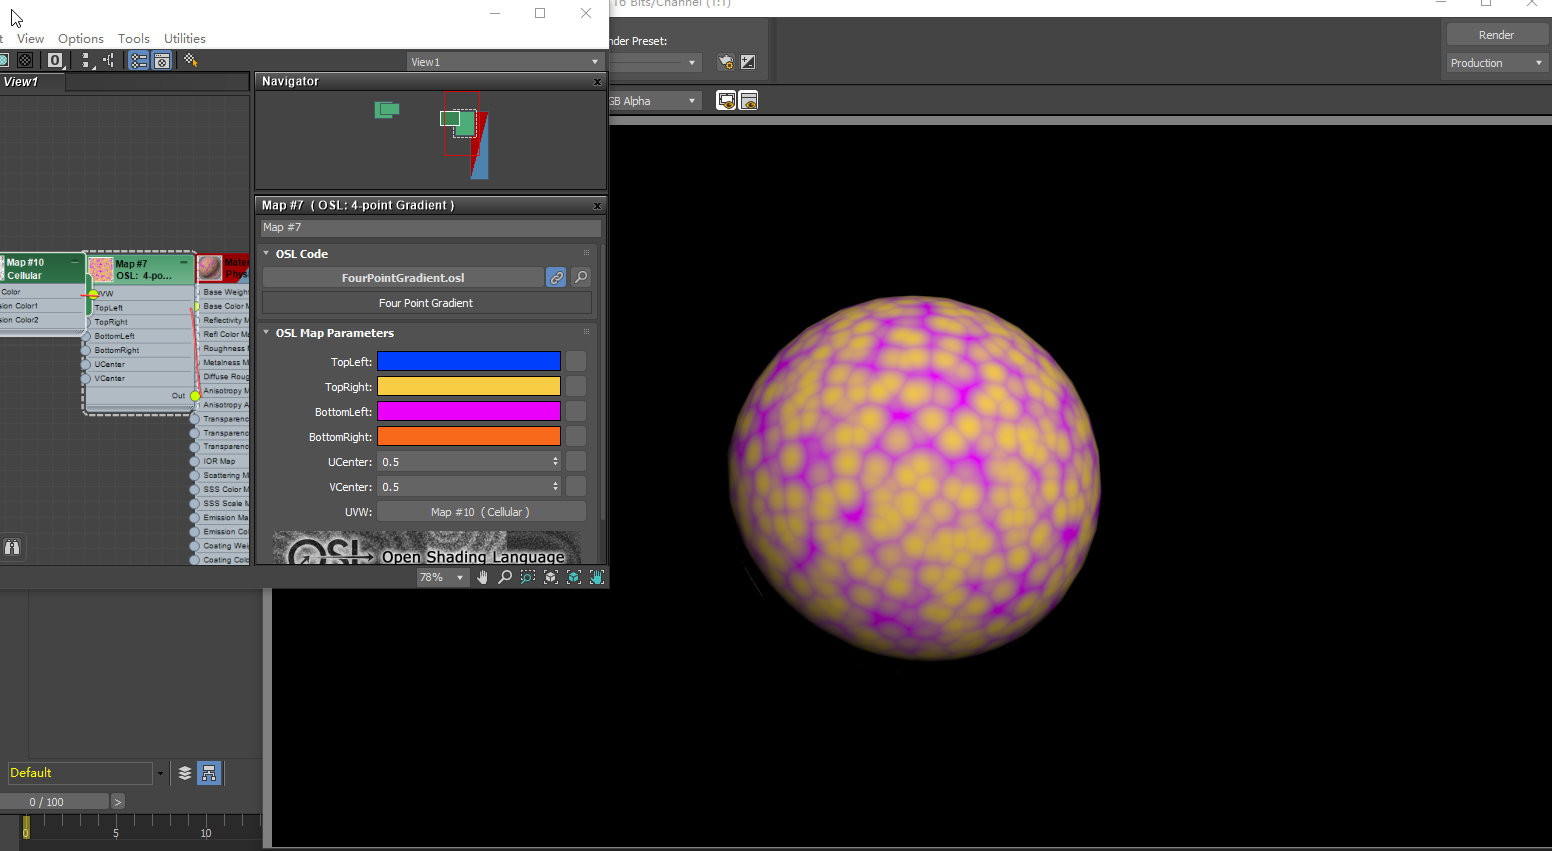 16 Bits/Channel (1:1)
View Options Tools Utilities
nder Preset:
Render
View1
Production
View1
Navigator
GB Alpha
Map #7 ( OSL: 4-point Gradient )
Map #7
OSL Code
Map #10
Cellular
Map #7
OSL: 4-po...
Mate
Phys
FourPointGradient.osl
Four Point Gradient
Color
sion Color1
sion Color2
UVW
TopLeft
TopRight
BottomLeft
BottomRight
UCenter
VCenter
Out
Base Weigh
Base Color M
Reflectivity M
Refl Color Ma
Roughness M
Metalness M
Diffuse Roug
Anisotropy M
Anisotropy A
Transparenc
Transparenc
Transparenc
IOR Map
Scattering M
SSS Color M
SSS Scale M
Emission Ma
Emission Col
Coating Wei
Coating Colo
OSL Map Parameters
TopLeft:
TopRight:
BottomLeft:
BottomRight:
UCenter: 0.5
VCenter: 0.5
UVW: Map #10 ( Cellular )
OSL Open Shading Language
78%
Default
0 / 100 >
0 5 10